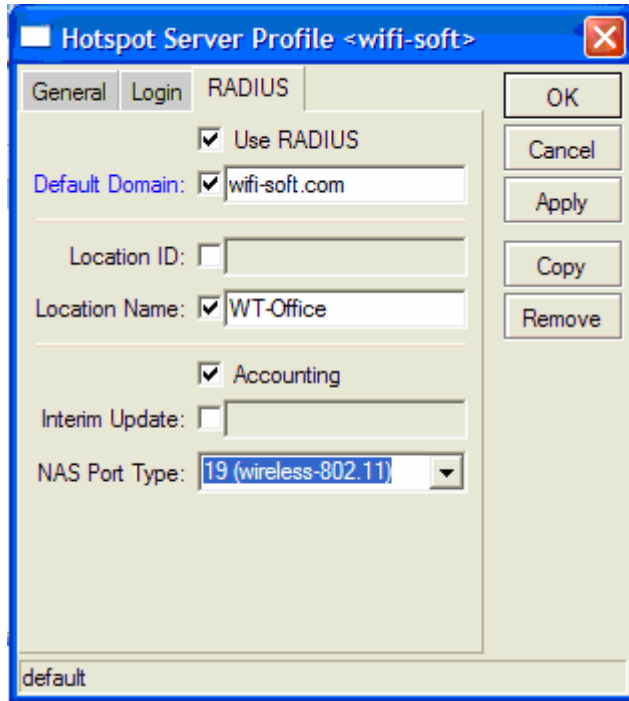 Hotspot Server Profile <wifi-soft>
General Login RADIUS
OK
Use RADIUS
Cancel
Default Domain: wifi-soft.com
Apply
Location ID:
Copy
Location Name: WT-Office
Remove
Accounting
Interim Update:
NAS Port Type: 19 (wireless-802.11)
default